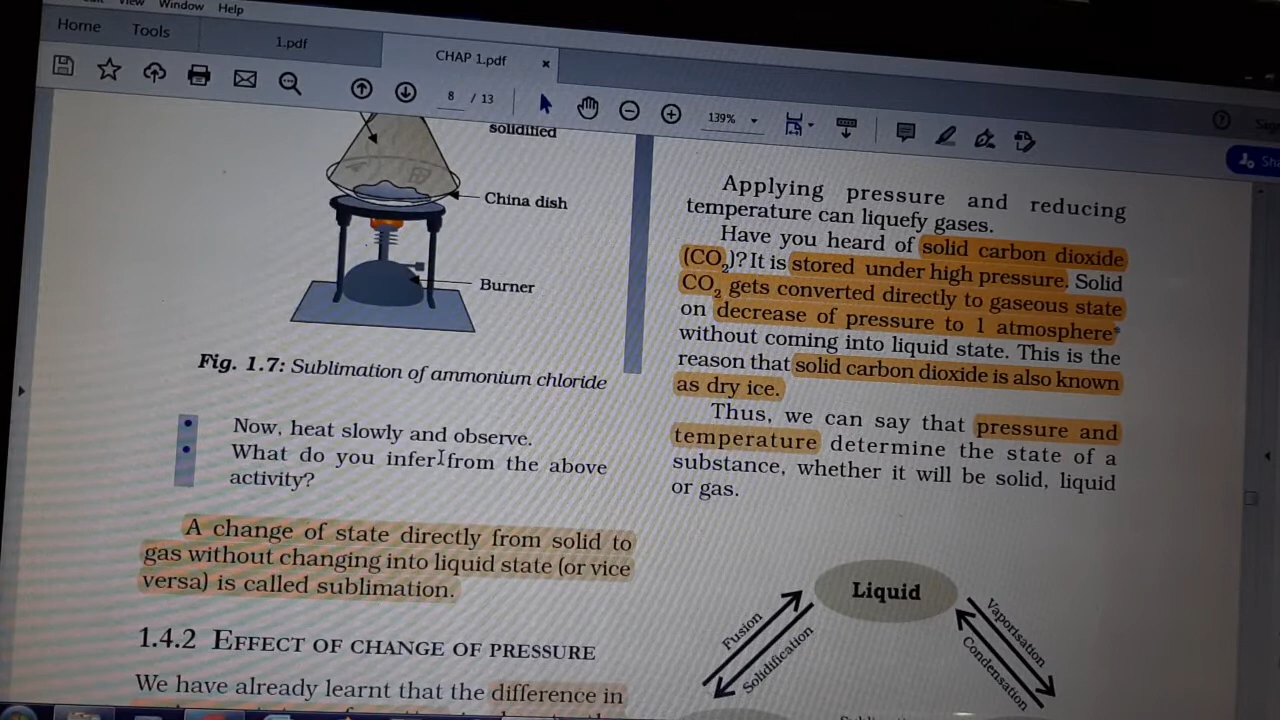 View Window Help
Home Tools 1.pdf CHAP 1.pdf ×
8 / 13 139%
solidified
China dish
Burner
Fig. 1.7: Sublimation of ammonium chloride
• Now, heat slowly and observe.
• What do you infer from the above
activity?
A change of state directly from solid to
gas without changing into liquid state (or vice
versa) is called sublimation.
1.4.2 EFFECT OF CHANGE OF PRESSURE
We have already learnt that the difference in
Applying pressure and reducing
temperature can liquefy gases.
Have you heard of solid carbon dioxide
(CO₂)? It is stored under high pressure. Solid
CO₂ gets converted directly to gaseous state
on decrease of pressure to 1 atmosphere*
without coming into liquid state. This is the
reason that solid carbon dioxide is also known
as dry ice.
Thus, we can say that pressure and
temperature determine the state of a
substance, whether it will be solid, liquid
or gas.
Liquid
Fusion
Solidification
Vaporisation
Condensation